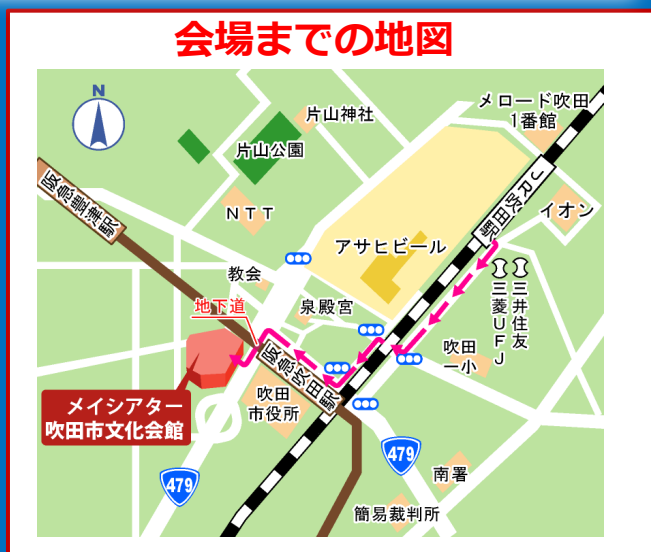 会場までの地図
N
メロード吹田
1番館
片山神社
片山公園
阪急豊津駅
NTT
JR吹田駅
イオン
アサヒビール
教会
地下道
泉殿宮
三井住友
三菱UFJ
吹田
一小
阪急吹田駅
吹田
市役所
メイシアター
吹田市文化会館
479
479
南署
簡易裁判所